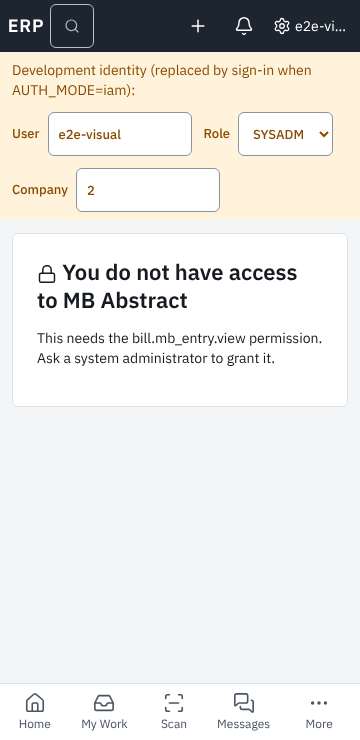 ERP
e2e-vi...
Development identity (replaced by sign-in when
AUTH_MODE=iam):
User e2e-visual Role SYSADM
Company 2
You do not have access
to MB Abstract
This needs the bill.mb_entry.view permission.
Ask a system administrator to grant it.
Home My Work Scan Messages More